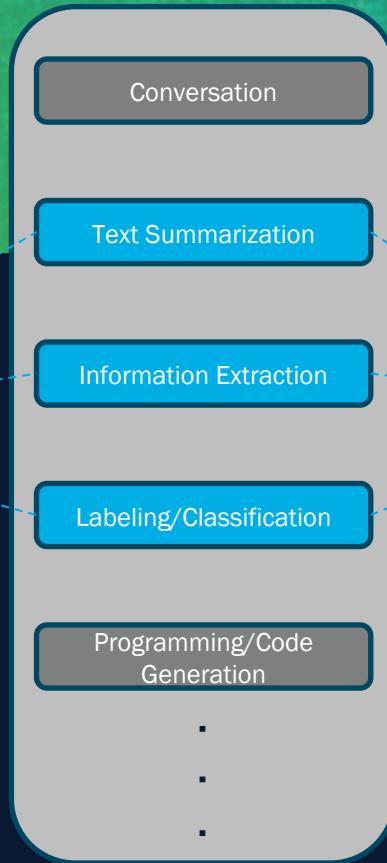 Conversation
Text Summarization
Information Extraction
Labeling/Classification
Programming/Code
Generation
.
.
.